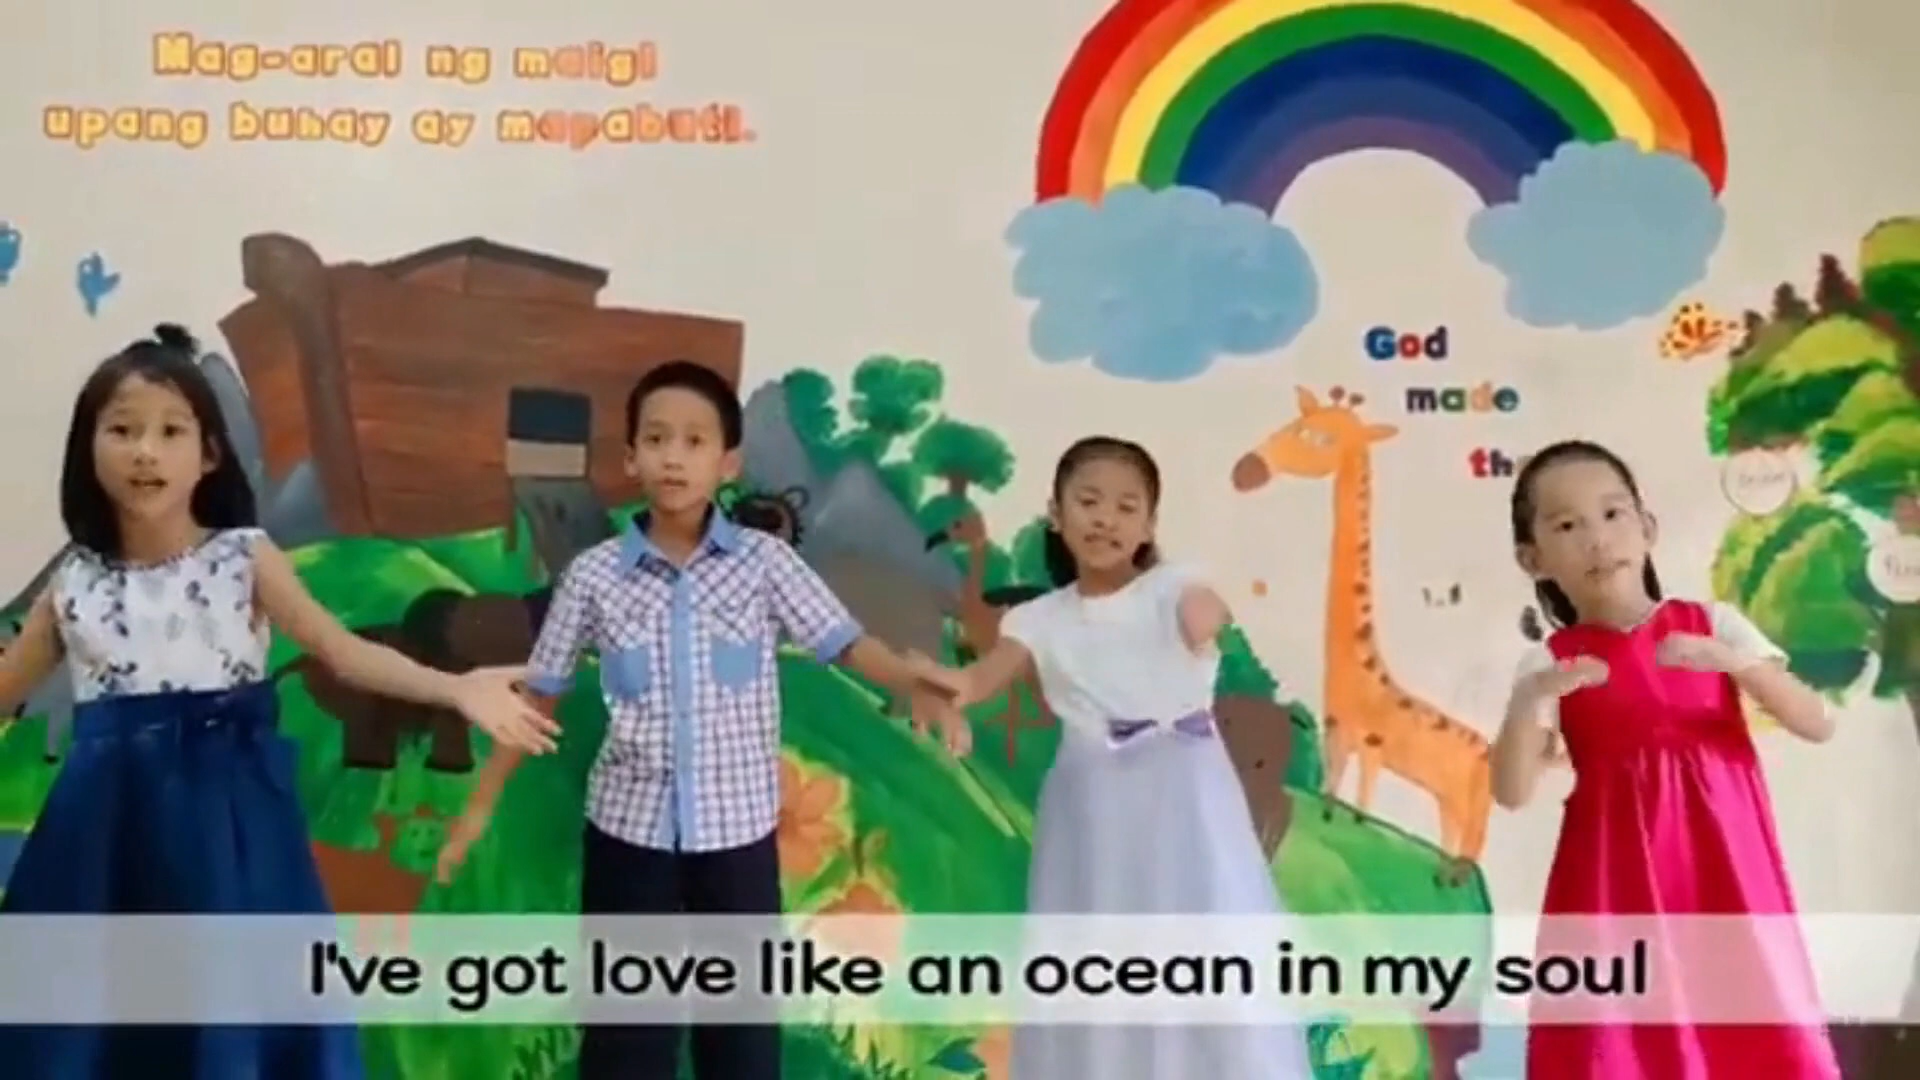 Mag-aral ng maigi
upang buhay ay mapabuti.
God
made
th
I've got love like an ocean in my soul